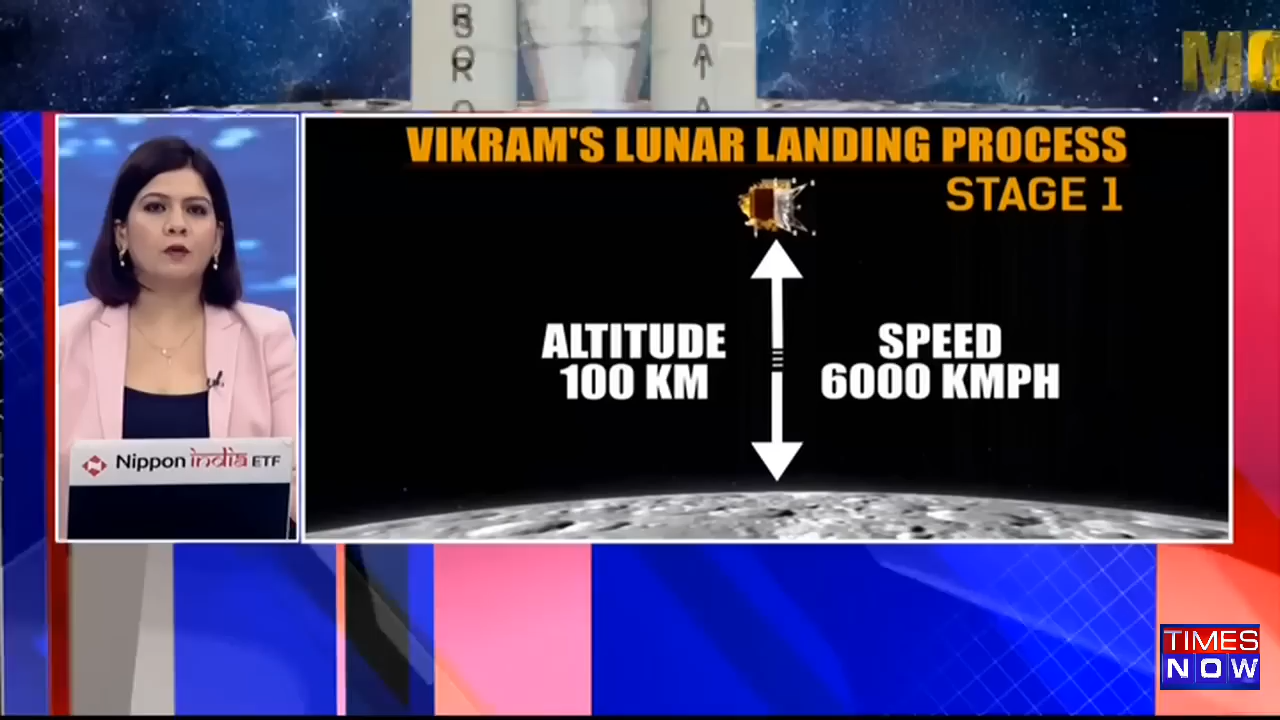 VIKRAM'S LUNAR LANDING PROCESS
STAGE 1
ALTITUDE
100 KM
SPEED
6000 KMPH
Nippon india ETF
TIMES
NOW